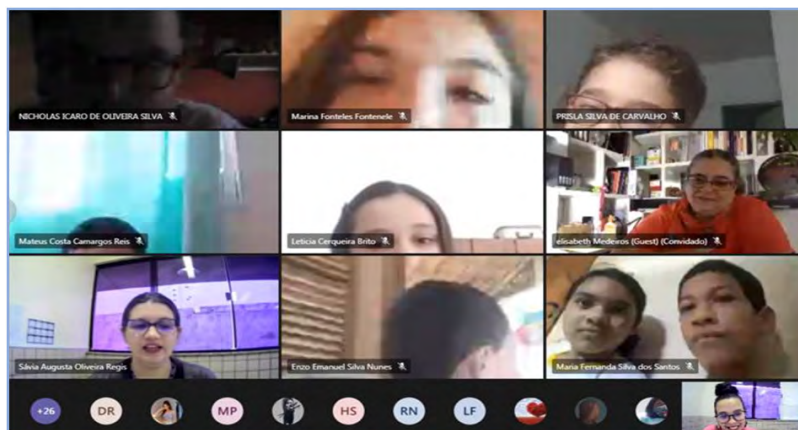 NICHOLAS ICARO DE OLIVEIRA SILVA
Marina Fonteles Fontenele
PRISLA SILVA DE CARVALHO
Mateus Costa Camargos Reis
Leticia Cerqueira Brito
elisabeth Medeiros (Guest) (Convidado)
Sávia Augusta Oliveira Regis
Enzo Emanuel Silva Nunes
Maria Fernanda Silva dos Santos
+26
DR
MP
HS
RN
LF